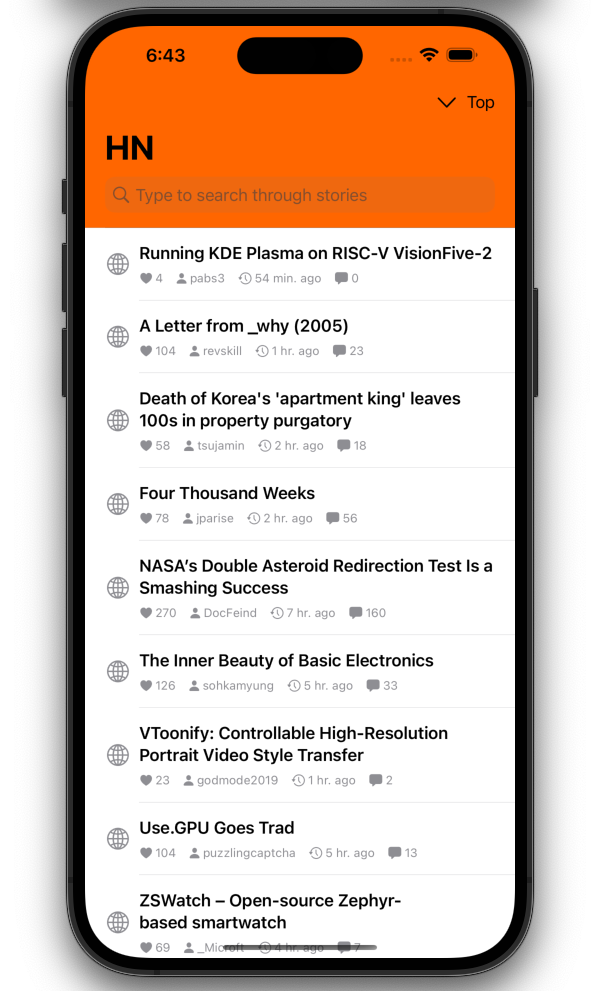 6:43
Top
HN
Type to search through stories
Running KDE Plasma on RISC-V VisionFive-2
4 pabs3 54 min. ago 0
A Letter from _why (2005)
104 revskill 1 hr. ago 23
Death of Korea's 'apartment king' leaves
100s in property purgatory
58 tsujamin 2 hr. ago 18
Four Thousand Weeks
78 jparise 2 hr. ago 56
NASA’s Double Asteroid Redirection Test Is a
Smashing Success
270 DocFeind 7 hr. ago 160
The Inner Beauty of Basic Electronics
126 sohkamyung 5 hr. ago 33
VToonify: Controllable High-Resolution
Portrait Video Style Transfer
23 godmode2019 1 hr. ago 2
Use.GPU Goes Trad
104 puzzlingcaptcha 5 hr. ago 13
ZSWatch – Open-source Zephyr-
based smartwatch
69 4 hr. ago 7